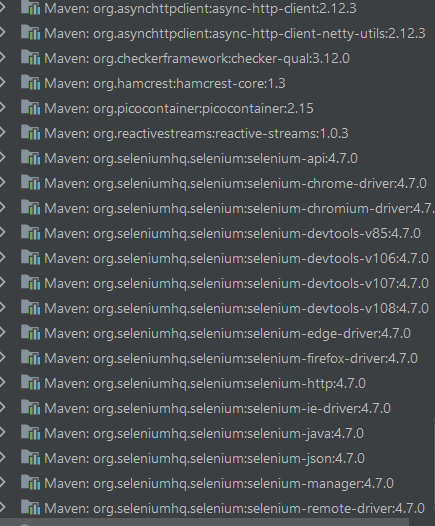 Maven: org.asynchttpclient:async-http-client:2.12.3
Maven: org.asynchttpclient:async-http-client-netty-utils:2.12.3
Maven: org.checkerframework:checker-qual:3.12.0
Maven: org.hamcrest:hamcrest-core:1.3
Maven: org.picocontainer:picocontainer:2.15
Maven: org.reactivestreams:reactive-streams:1.0.3
Maven: org.seleniumhq.selenium:selenium-api:4.7.0
Maven: org.seleniumhq.selenium:selenium-chrome-driver:4.7.0
Maven: org.seleniumhq.selenium:selenium-chromium-driver:4.7.
Maven: org.seleniumhq.selenium:selenium-devtools-v85:4.7.0
Maven: org.seleniumhq.selenium:selenium-devtools-v106:4.7.0
Maven: org.seleniumhq.selenium:selenium-devtools-v107:4.7.0
Maven: org.seleniumhq.selenium:selenium-devtools-v108:4.7.0
Maven: org.seleniumhq.selenium:selenium-edge-driver:4.7.0
Maven: org.seleniumhq.selenium:selenium-firefox-driver:4.7.0
Maven: org.seleniumhq.selenium:selenium-http:4.7.0
Maven: org.seleniumhq.selenium:selenium-ie-driver:4.7.0
Maven: org.seleniumhq.selenium:selenium-java:4.7.0
Maven: org.seleniumhq.selenium:selenium-json:4.7.0
Maven: org.seleniumhq.selenium:selenium-manager:4.7.0
Maven: org.seleniumhq.selenium:selenium-remote-driver:4.7.0